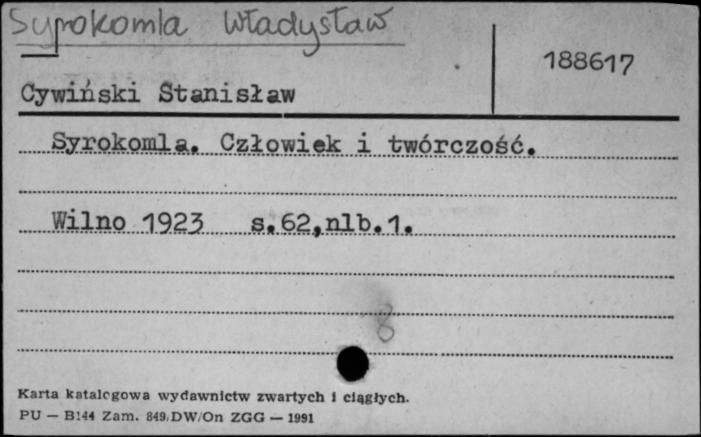 Syrokomla Władysław
188617
Cywiński Stanisław
Syrokomla. Człowiek i twórczość.
Wilno 1923 s.62,nlb.1.
8
Karta katalogowa wydawnictw zwartych i ciągłych.
PU — B144 Zam. 849/DW/On ZGG — 1991